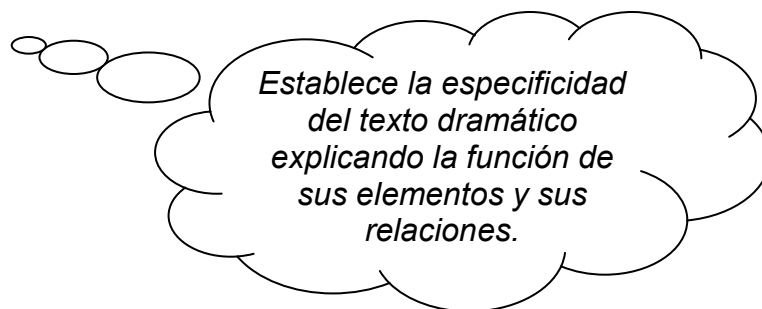 Establece la especificidad
del texto dramático
explicando la función de
sus elementos y sus
relaciones.